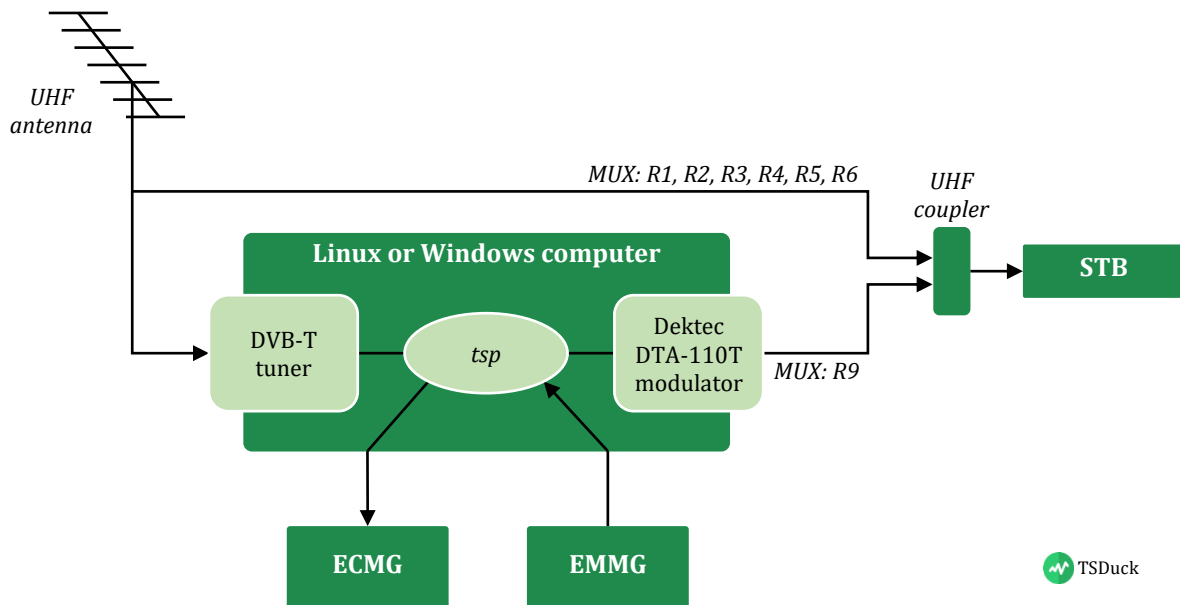 UHF
antenna
MUX: R1, R2, R3, R4, R5, R6
UHF
coupler
Linux or Windows computer
STB
DVB-T
tuner
tsp
Dektec
DTA-110T
modulator
MUX: R9
ECMG
EMMG
TSDuck